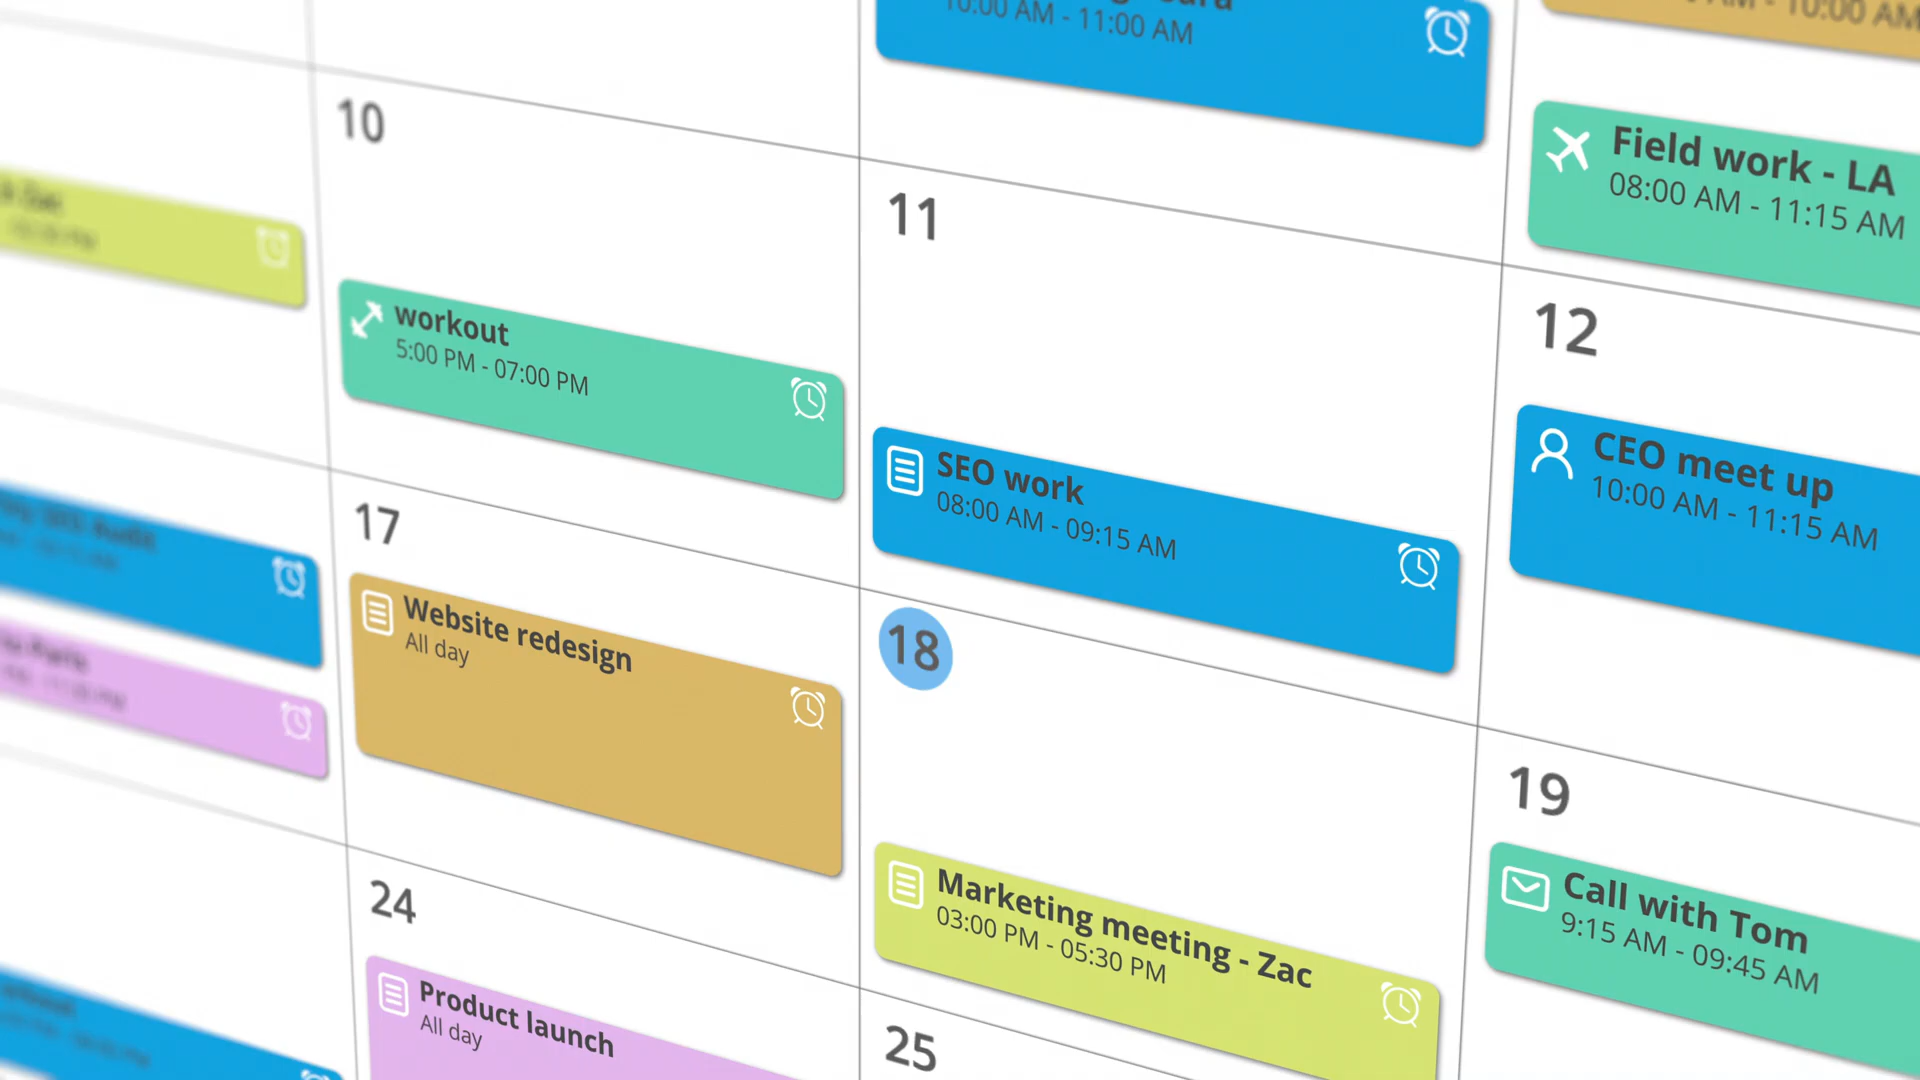 10:00 AM - 11:00 AM
10:00 AM
Field work - LA
08:00 AM - 11:15 AM
10
11
12
workout
5:00 PM - 07:00 PM
SEO work
08:00 AM - 09:15 AM
CEO meet up
10:00 AM - 11:15 AM
17
18
19
Website redesign
All day
Marketing meeting - Zac
03:00 PM - 05:30 PM
Call with Tom
9:15 AM - 09:45 AM
24
25
Product launch
All day